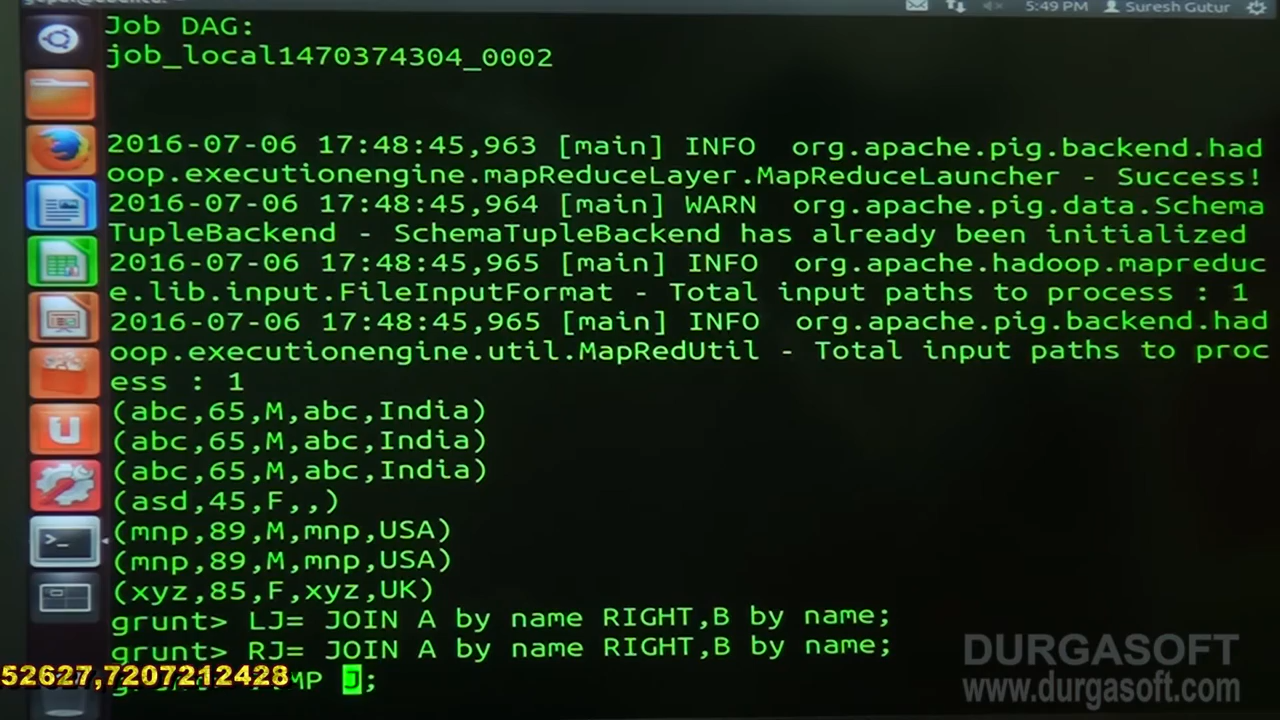 5:49 PM Suresh Gutur
Job DAG:
job_local1470374304_0002
2016-07-06 17:48:45,963 [main] INFO  org.apache.pig.backend.had
oop.executionengine.mapReduceLayer.MapReduceLauncher - Success!
2016-07-06 17:48:45,964 [main] WARN  org.apache.pig.data.Schema
TupleBackend - SchemaTupleBackend has already been initialized
2016-07-06 17:48:45,965 [main] INFO  org.apache.hadoop.mapreduc
e.lib.input.FileInputFormat - Total input paths to process : 1
2016-07-06 17:48:45,965 [main] INFO  org.apache.pig.backend.had
oop.executionengine.util.MapRedUtil - Total input paths to proc
ess : 1
(abc,65,M,abc,India)
(abc,65,M,abc,India)
(abc,65,M,abc,India)
(asd,45,F,,)
(mnp,89,M,mnp,USA)
(mnp,89,M,mnp,USA)
(xyz,85,F,xyz,UK)
grunt> LJ= JOIN A by name RIGHT,B by name;
grunt> RJ= JOIN A by name RIGHT,B by name;
J;
52627,7207212428
DURGASOFT
www.durgasoft.com